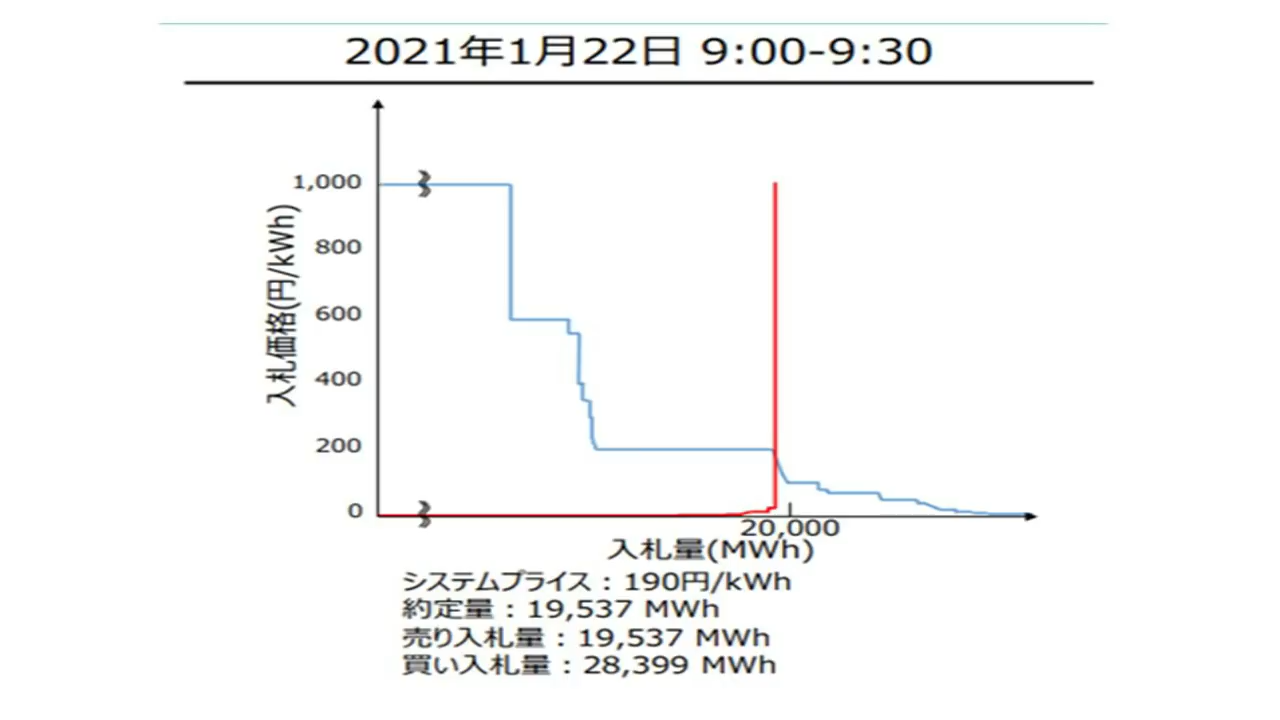 2021年1月22日 9:00-9:30
入札価格(円/kWh)
1,000
800
600
400
200
0
20,000
入札量(MWh)
システムプライス：190円/kWh
約定量：19,537 MWh
売り入札量：19,537 MWh
買い入札量：28,399 MWh